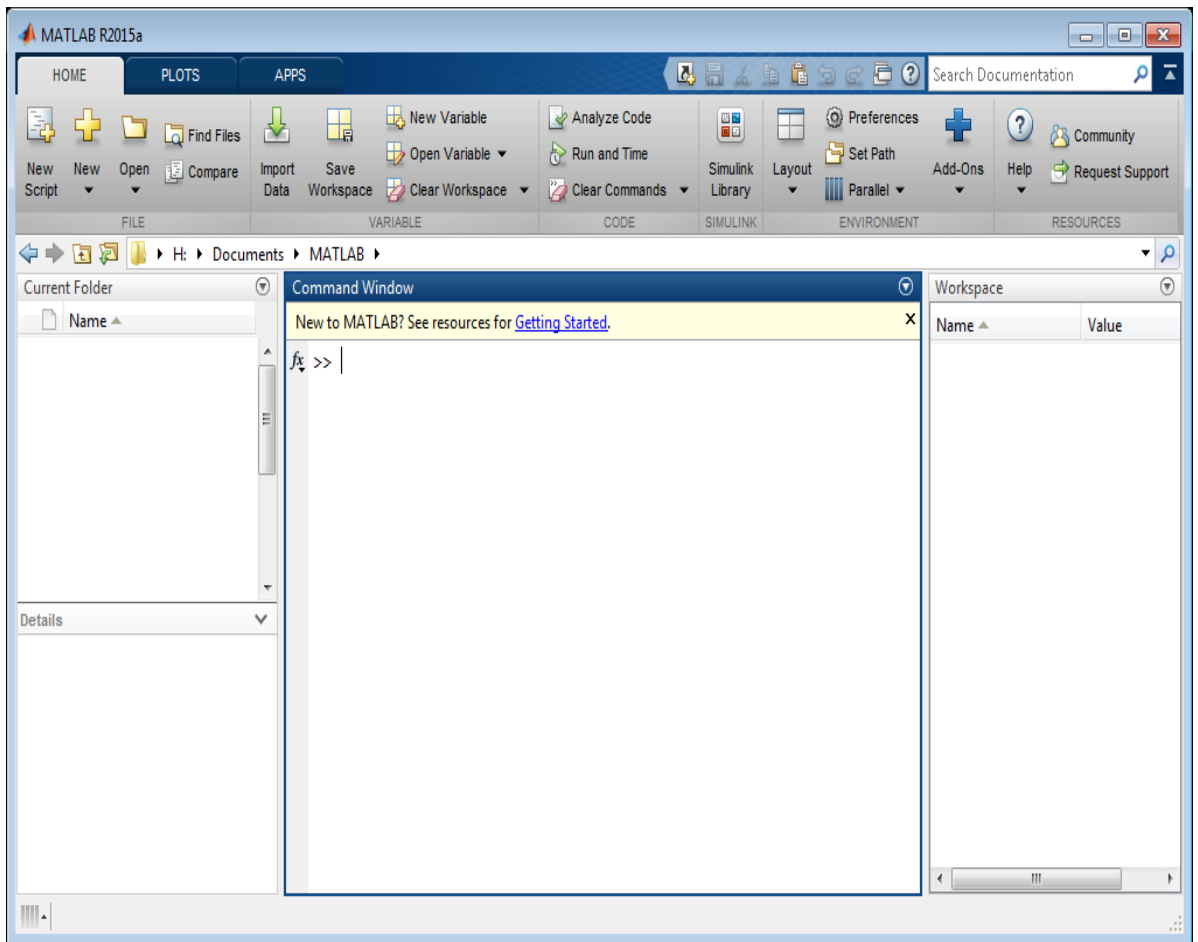 MATLAB R2015a
HOME PLOTS APPS Search Documentation
New Script New Open Find Files Compare Import Data Save Workspace New Variable Open Variable Clear Workspace Analyze Code Run and Time Clear Commands Simulink Library Layout Preferences Set Path Parallel Add-Ons Help Community Request Support
FILE VARIABLE CODE SIMULINK ENVIRONMENT RESOURCES
H: Documents MATLAB
Current Folder Command Window Workspace
Name New to MATLAB? See resources for Getting Started. x Name Value
fx >>
Details